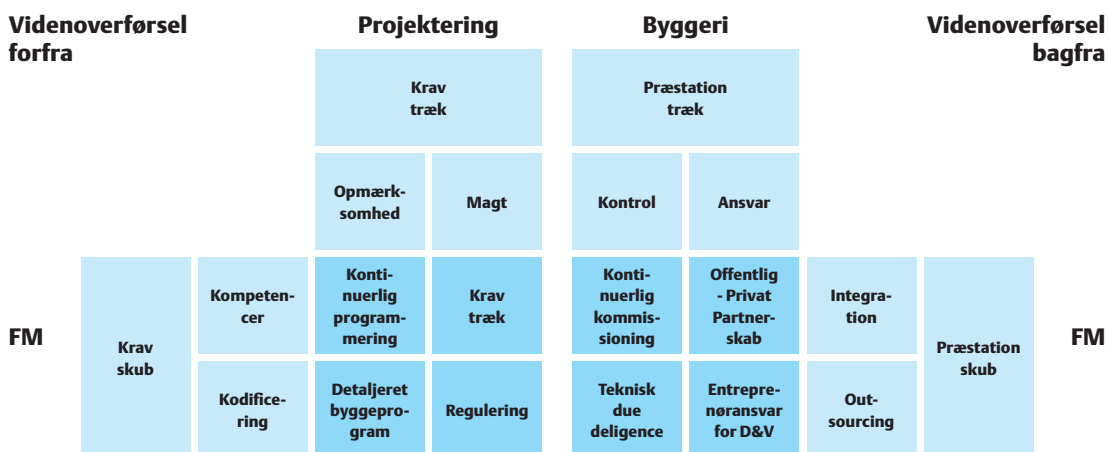 Videnoverførsel
forfra
Projektering
Byggeri
Videnoverførsel
bagfra
Krav
træk
Præstation
træk
Opmærk-
somhed
Magt
Kontrol
Ansvar
FM
Krav
skub
Kompeten-
cer
Konti-
nuerlig
program-
mering
Krav
træk
Konti-
nuerlig
kommis-
sioning
Offentlig
- Privat
Partner-
skab
Integra-
tion
Præstation
skub
FM
Kodifice-
ring
Detaljeret
byggepro-
gram
Regulering
Teknisk
due
deligence
Entrepre-
nøransvar
for D&V
Out-
sourcing